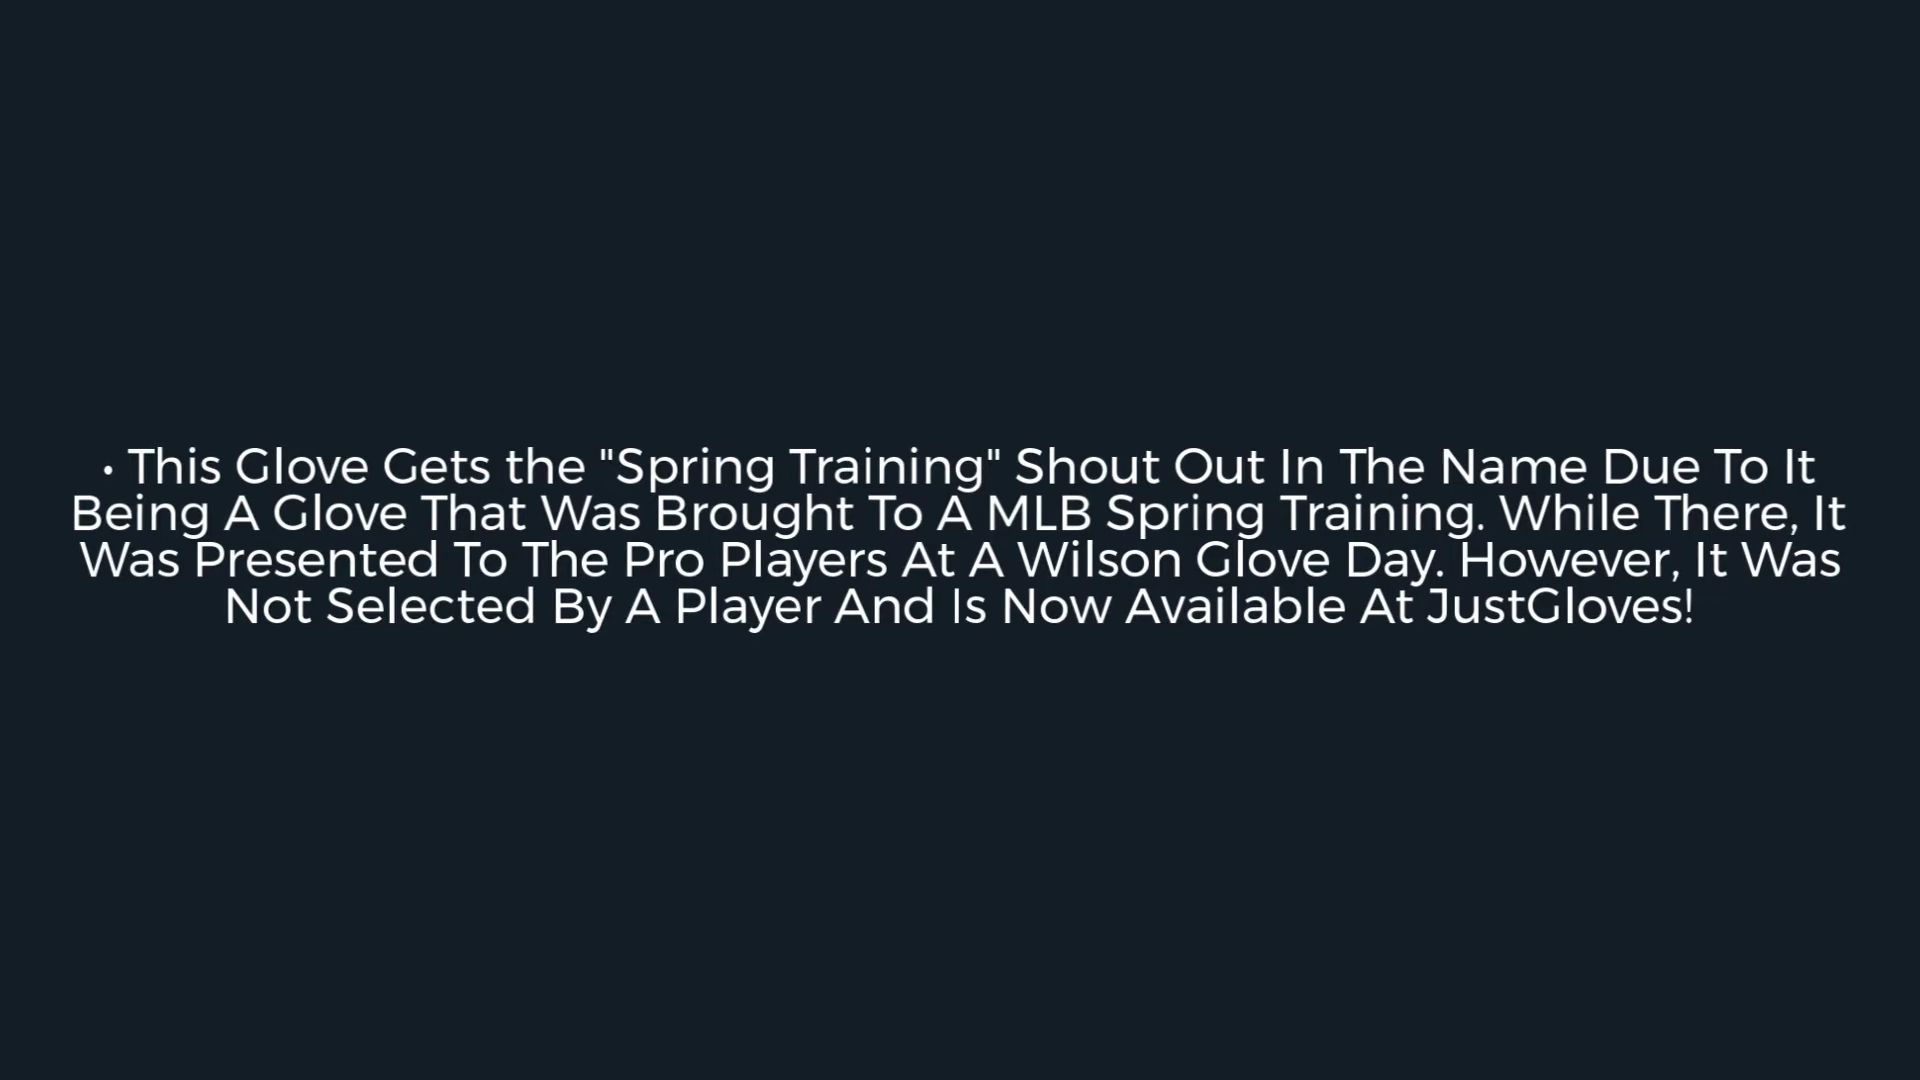 • This Glove Gets the "Spring Training" Shout Out In The Name Due To It
Being A Glove That Was Brought To A MLB Spring Training. While There, It
Was Presented To The Pro Players At A Wilson Glove Day. However, It Was
Not Selected By A Player And Is Now Available At JustGloves!